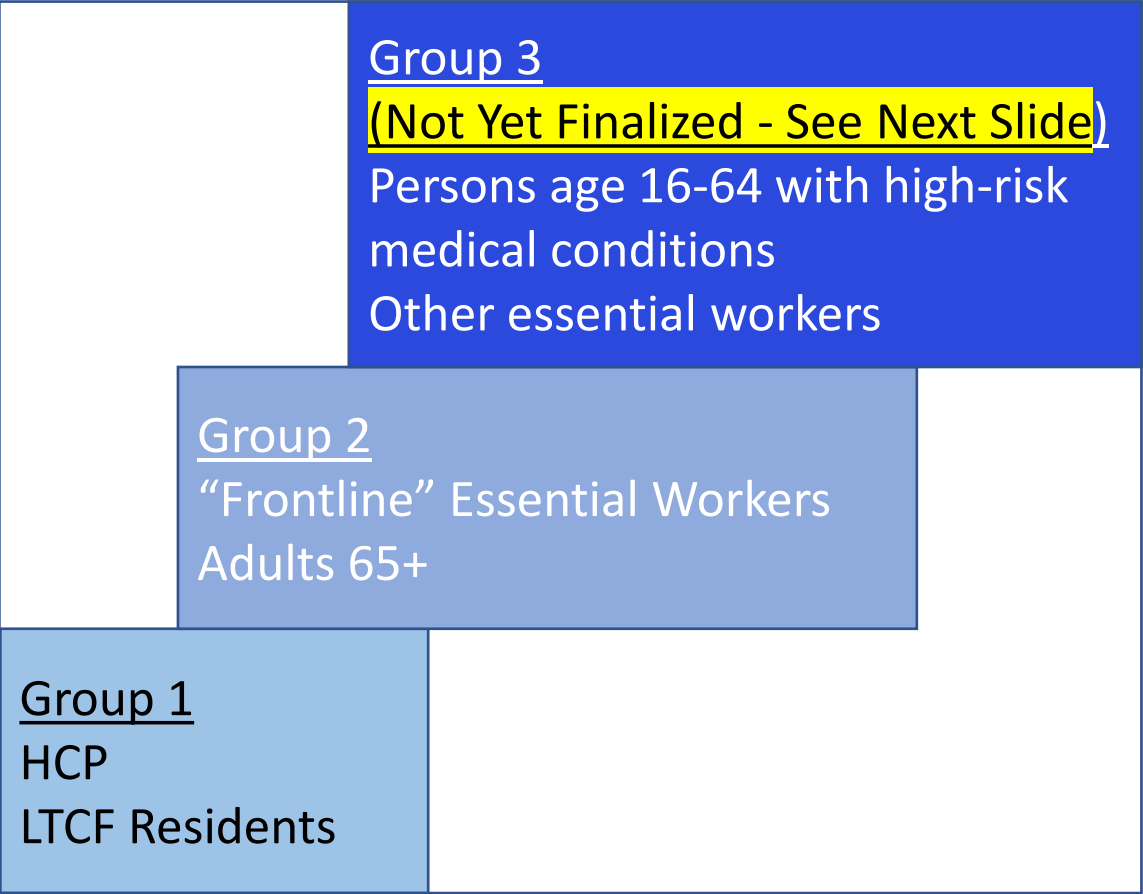 Group 3
(Not Yet Finalized - See Next Slide)
Persons age 16-64 with high-risk
medical conditions
Other essential workers
Group 2
“Frontline” Essential Workers
Adults 65+
Group 1
HCP
LTCF Residents